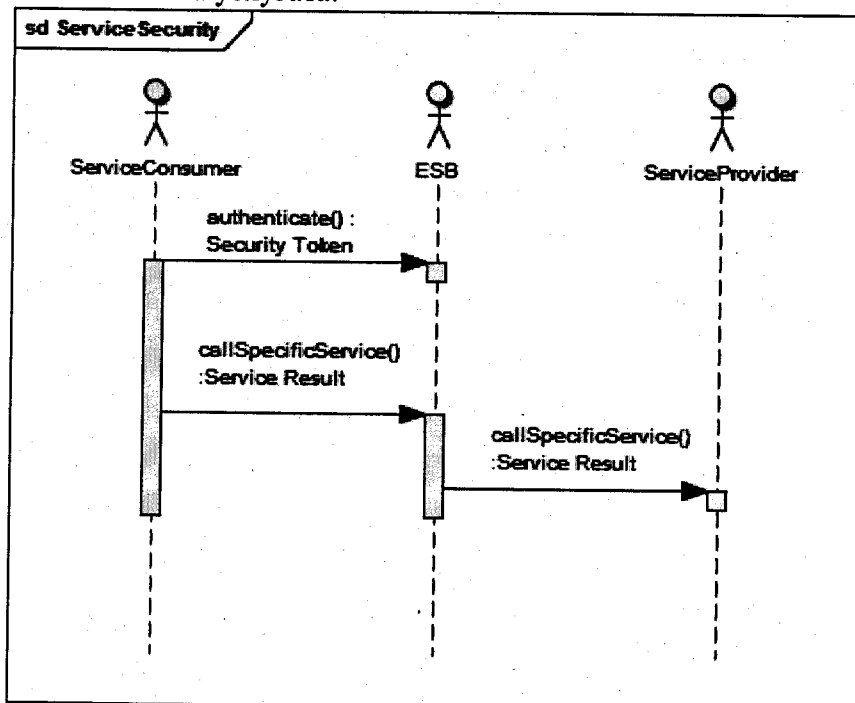 sd ServiceSecurity
ServiceConsumer
ESB
ServiceProvider
authenticate() :
Security Token
callSpecificService()
:Service Result
callSpecificService()
:Service Result